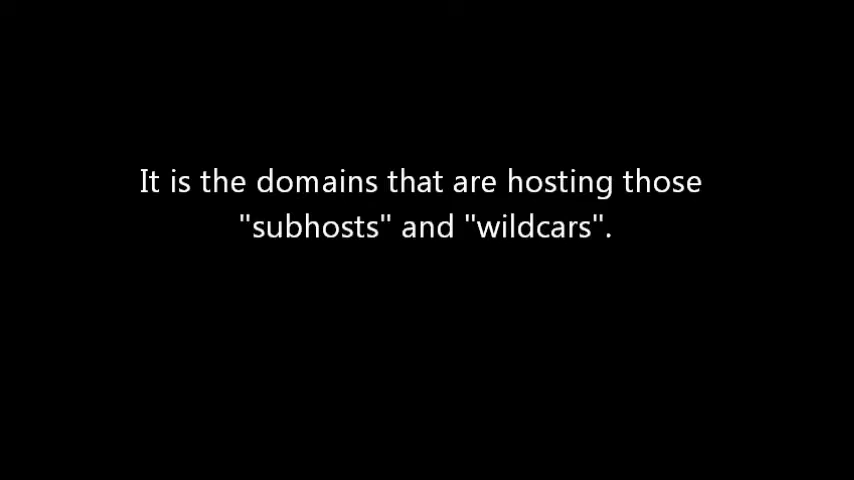 It is the domains that are hosting those
"subhosts" and "wildcars".